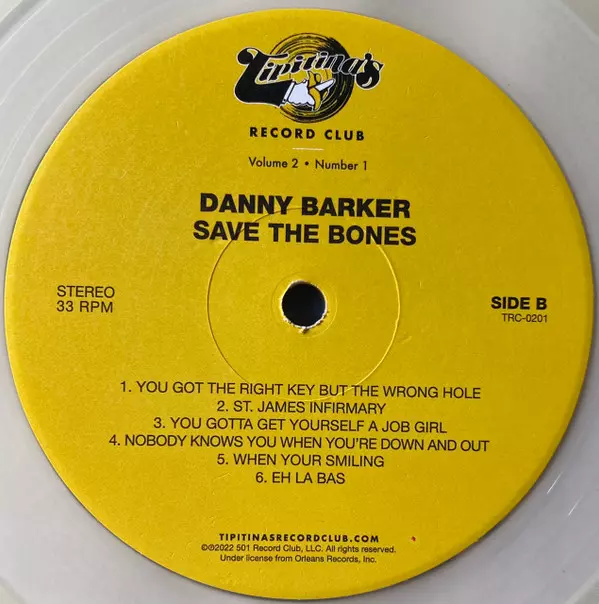 Tipitina's
RECORD CLUB
Volume 2 • Number 1
DANNY BARKER
SAVE THE BONES
STEREO
33 RPM
SIDE B
TRC-0201
1. YOU GOT THE RIGHT KEY BUT THE WRONG HOLE
2. ST. JAMES INFIRMARY
3. YOU GOTTA GET YOURSELF A JOB GIRL
4. NOBODY KNOWS YOU WHEN YOU'RE DOWN AND OUT
5. WHEN YOUR SMILING
6. EH LA BAS
TIPITINASRECORDCLUB.COM
©℗2022 501 Record Club, LLC. All rights reserved.
Under license from Orleans Records, Inc.